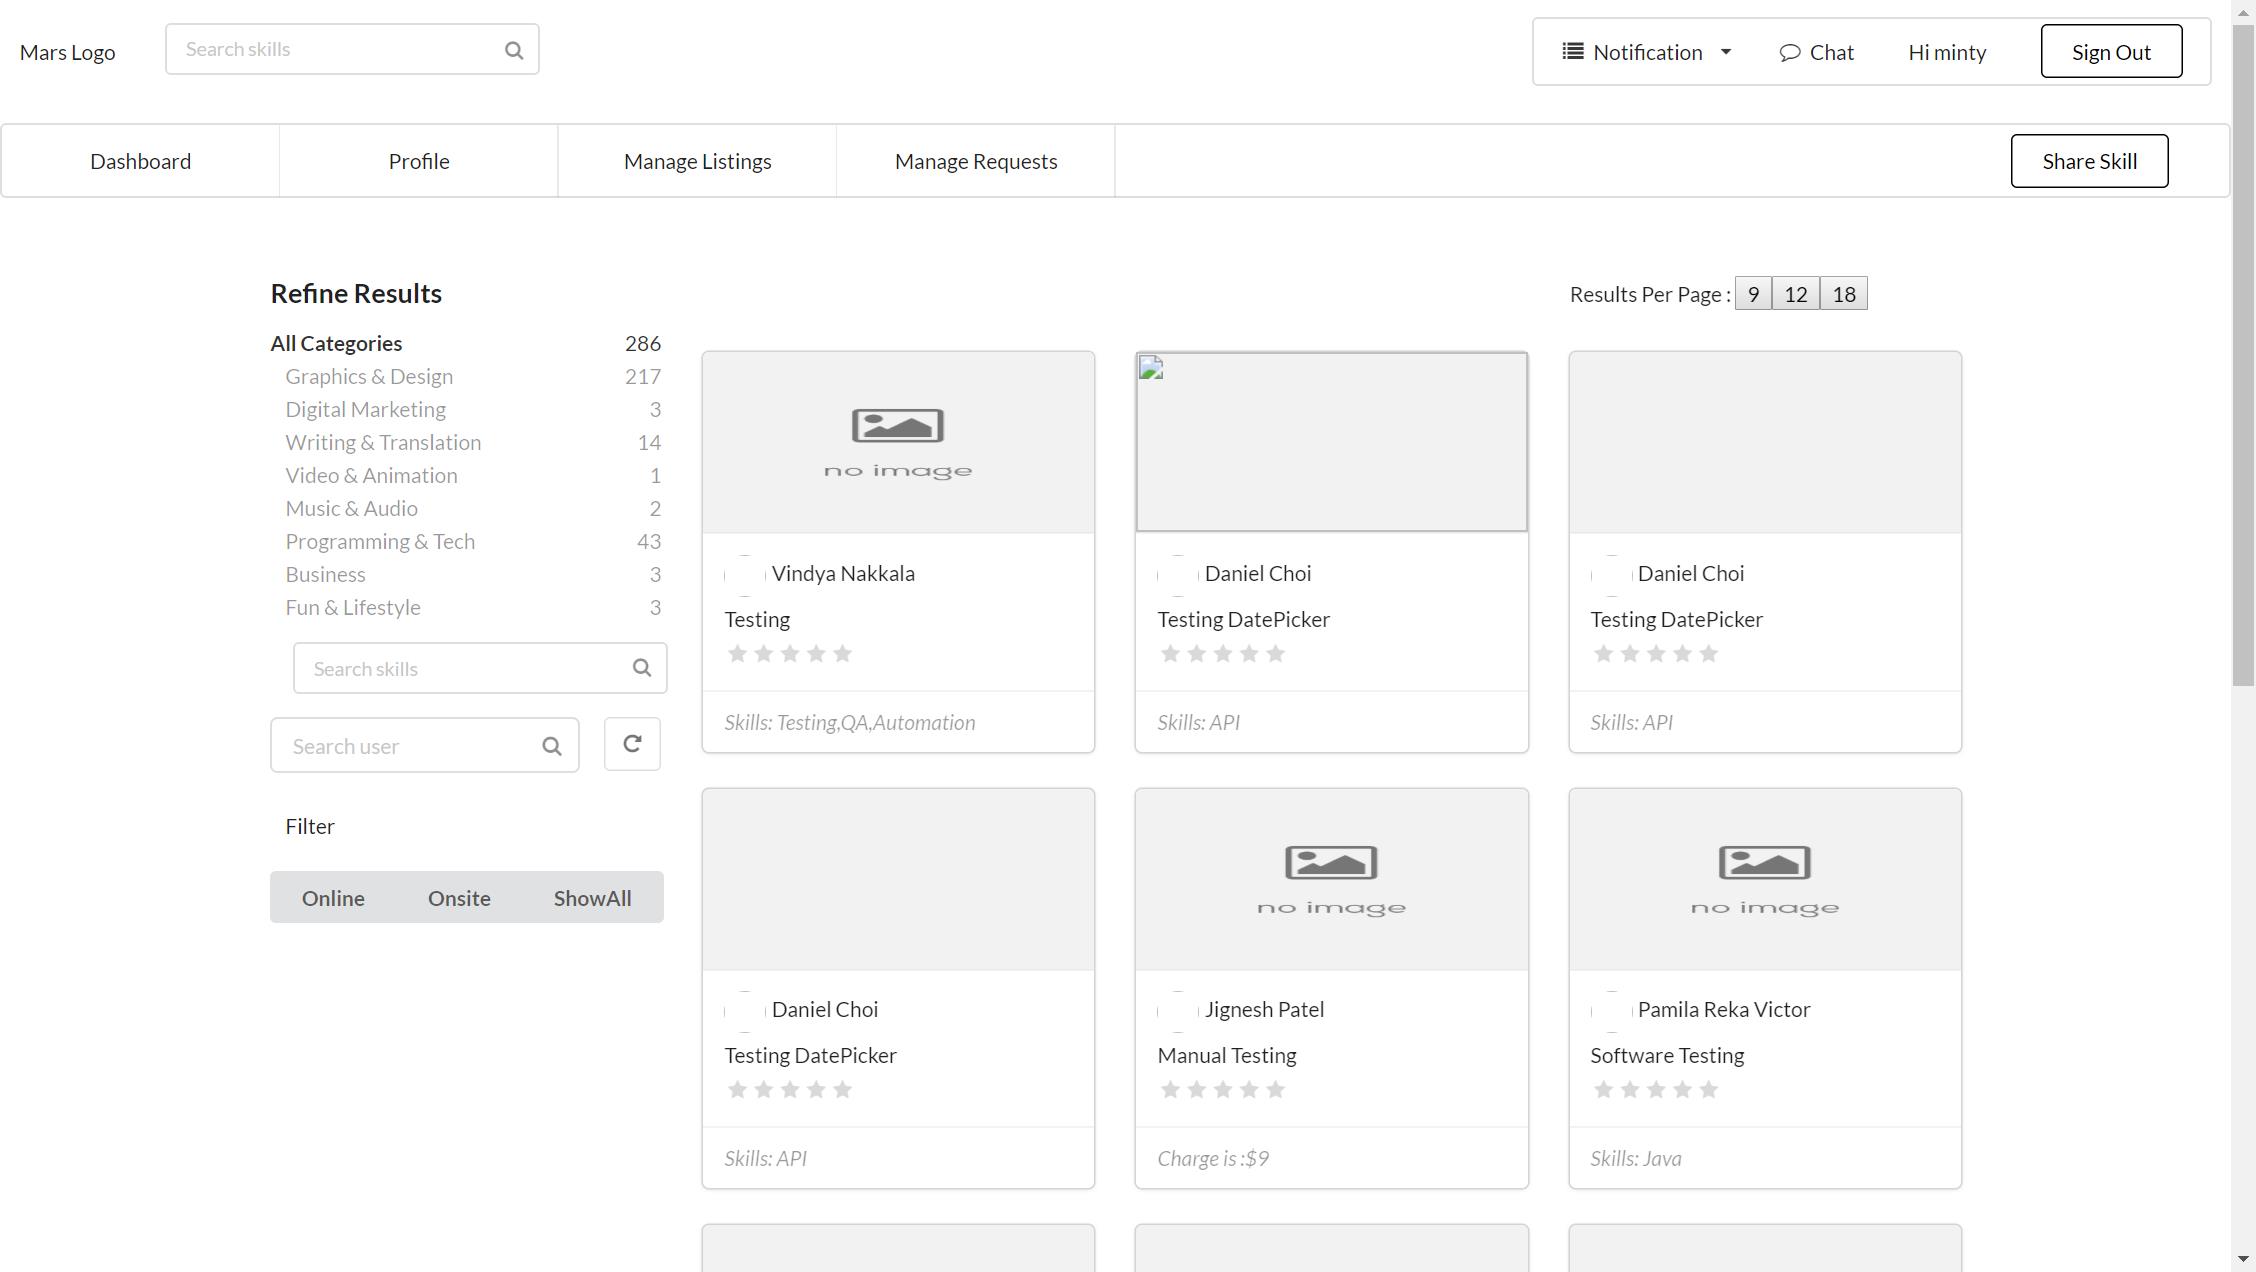 Mars Logo
Search skills
Notification
Chat
Hi minty
Sign Out
Dashboard
Profile
Manage Listings
Manage Requests
Share Skill
Refine Results
Results Per Page : 9 12 18
All Categories 286
Graphics & Design 217
Digital Marketing 3
Writing & Translation 14
Video & Animation 1
Music & Audio 2
Programming & Tech 43
Business 3
Fun & Lifestyle 3
Search skills
Search user
Filter
Online
Onsite
ShowAll
no image
Vindya Nakkala
Testing
Skills: Testing,QA,Automation
Daniel Choi
Testing DatePicker
Skills: API
Daniel Choi
Testing DatePicker
Skills: API
Daniel Choi
Testing DatePicker
Skills: API
no image
Jignesh Patel
Manual Testing
Charge is :$9
no image
Pamila Reka Victor
Software Testing
Skills: Java